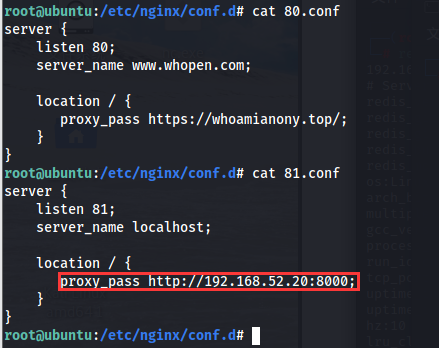 root@ubuntu:/etc/nginx/conf.d# cat 80.conf
server {
    listen 80;
    server_name www.whopen.com;

    location / {
       proxy_pass https://whoamianony.top/;
    }
}
root@ubuntu:/etc/nginx/conf.d# cat 81.conf
server {
    listen 81;
    server_name localhost;

    location / {
       proxy_pass http://192.168.52.20:8000;
    }
}
root@ubuntu:/etc/nginx/conf.d#